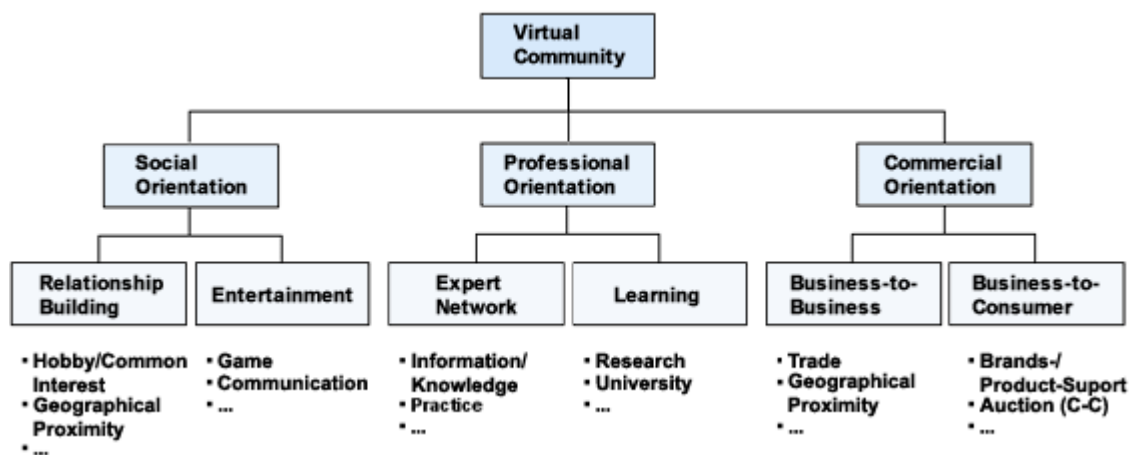 Virtual
Community
Social
Orientation
Professional
Orientation
Commercial
Orientation
Relationship
Building
Entertainment
Expert
Network
Learning
Business-to-
Business
Business-to-
Consumer
▪ Hobby/Common
Interest
▪ Geographical
Proximity
▪ ...
▪ Game
▪ Communication
▪ ...
▪ Information/
Knowledge
▪ Practice
▪ ...
▪ Research
▪ University
▪ ...
▪ Trade
▪ Geographical
Proximity
▪ ...
▪ Brands-/
Product-Suport
▪ Auction (C-C)
▪ ...